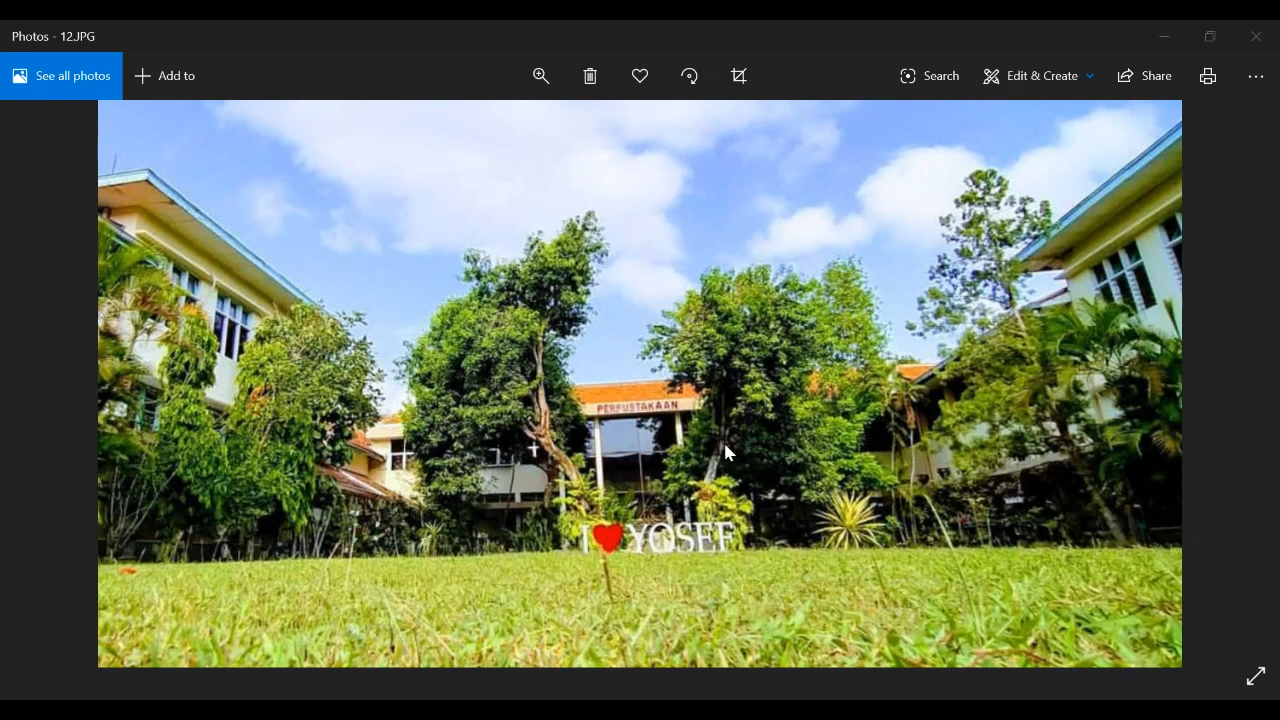 Photos - 12.JPG
See all photos
Add to
Search
Edit & Create
Share
PERPUSTAKAAN
I ❤ YOSEF